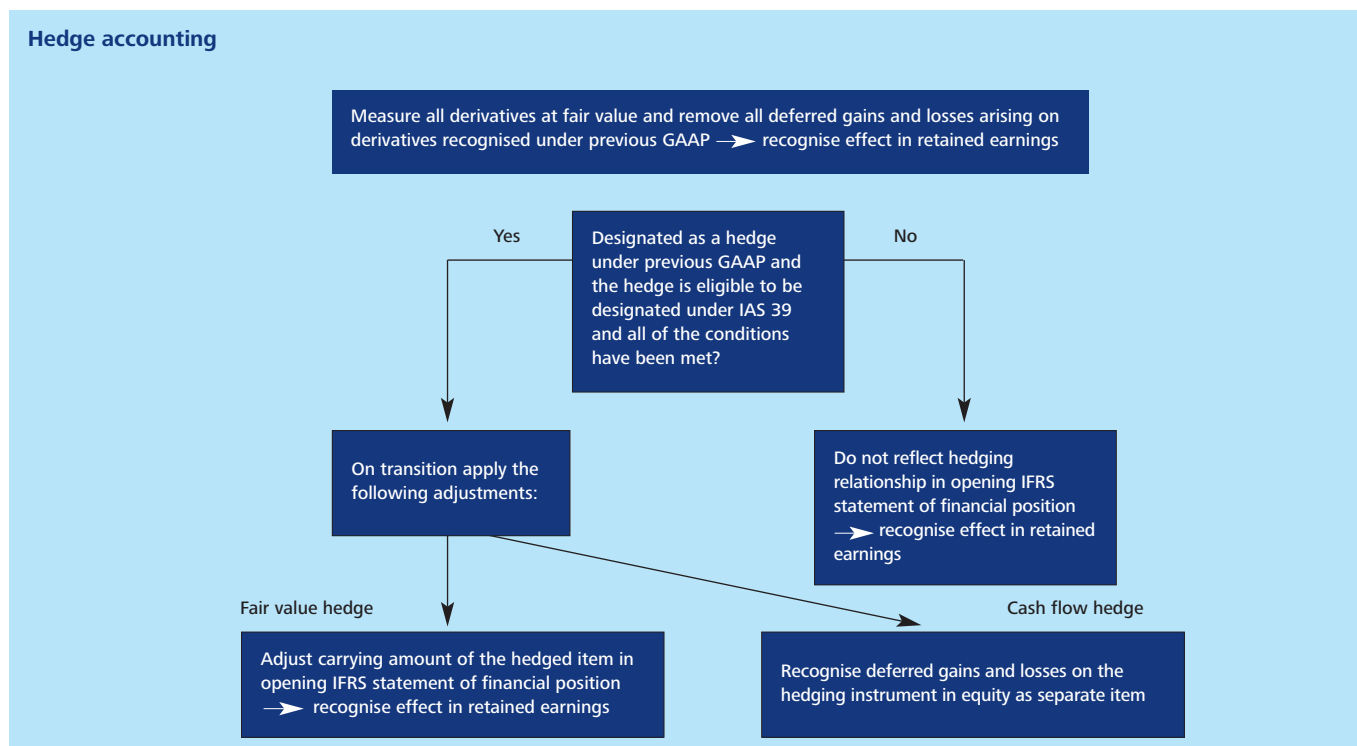 Hedge accounting
Measure all derivatives at fair value and remove all deferred gains and losses arising on
derivatives recognised under previous GAAP → recognise effect in retained earnings
Yes
Designated as a hedge
under previous GAAP and
the hedge is eligible to be
designated under IAS 39
and all of the conditions
have been met?
No
On transition apply the
following adjustments:
Do not reflect hedging
relationship in opening IFRS
statement of financial position
→ recognise effect in retained
earnings
Fair value hedge
Cash flow hedge
Adjust carrying amount of the hedged item in
opening IFRS statement of financial position
→ recognise effect in retained earnings
Recognise deferred gains and losses on the
hedging instrument in equity as separate item